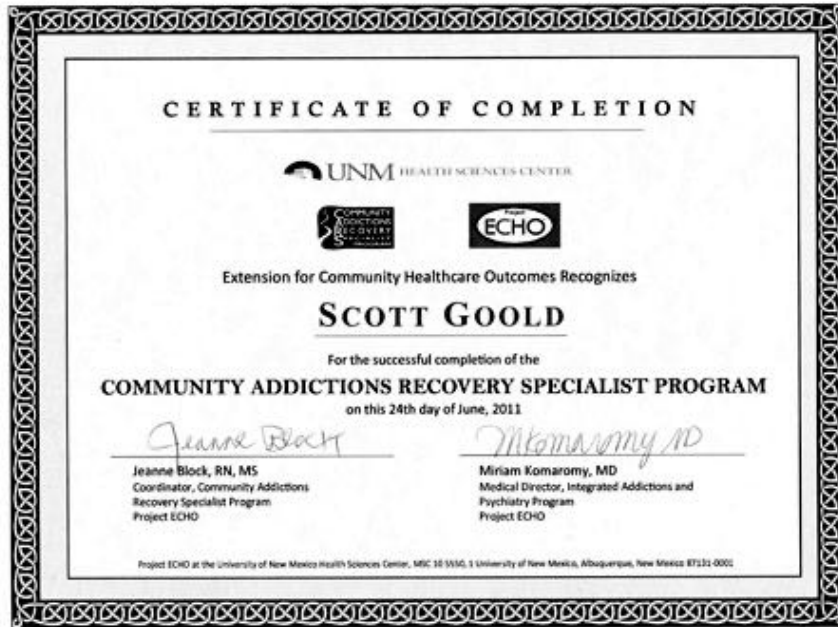 CERTIFICATE OF COMPLETION
UNM HEALTH SCIENCES CENTER
COMMUNITY
ADDICTIONS
RECOVERY
SPECIALIST
PROGRAM
CARS
Project
ECHO
Extension for Community Healthcare Outcomes Recognizes
SCOTT GOOLD
For the successful completion of the
COMMUNITY ADDICTIONS RECOVERY SPECIALIST PROGRAM
on this 24th day of June, 2011
Jeanne Block
MKomaromy MD
Jeanne Block, RN, MS
Coordinator, Community Addictions
Recovery Specialist Program
Project ECHO
Miriam Komaromy, MD
Medical Director, Integrated Addictions and
Psychiatry Program
Project ECHO
Project ECHO at the University of New Mexico Health Sciences Center, MSC 10 5550, 1 University of New Mexico, Albuquerque, New Mexico 87131-0001